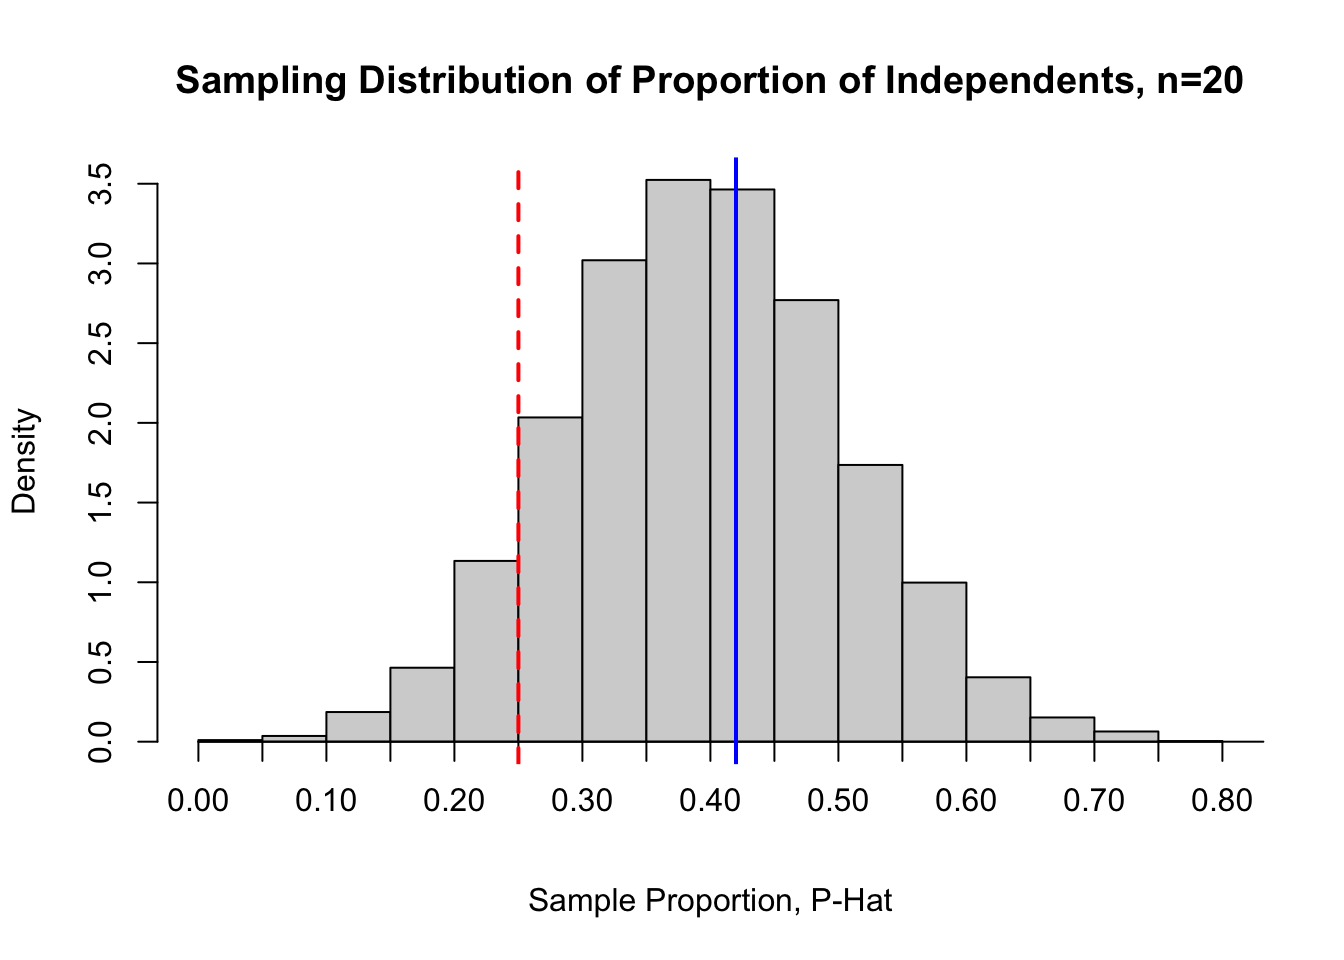 Sampling Distribution of Proportion of Independents, n=20
3.5
3.0
2.5
2.0
1.5
1.0
0.5
0.0
Density
0.00 0.10 0.20 0.30 0.40 0.50 0.60 0.70 0.80
Sample Proportion, P-Hat